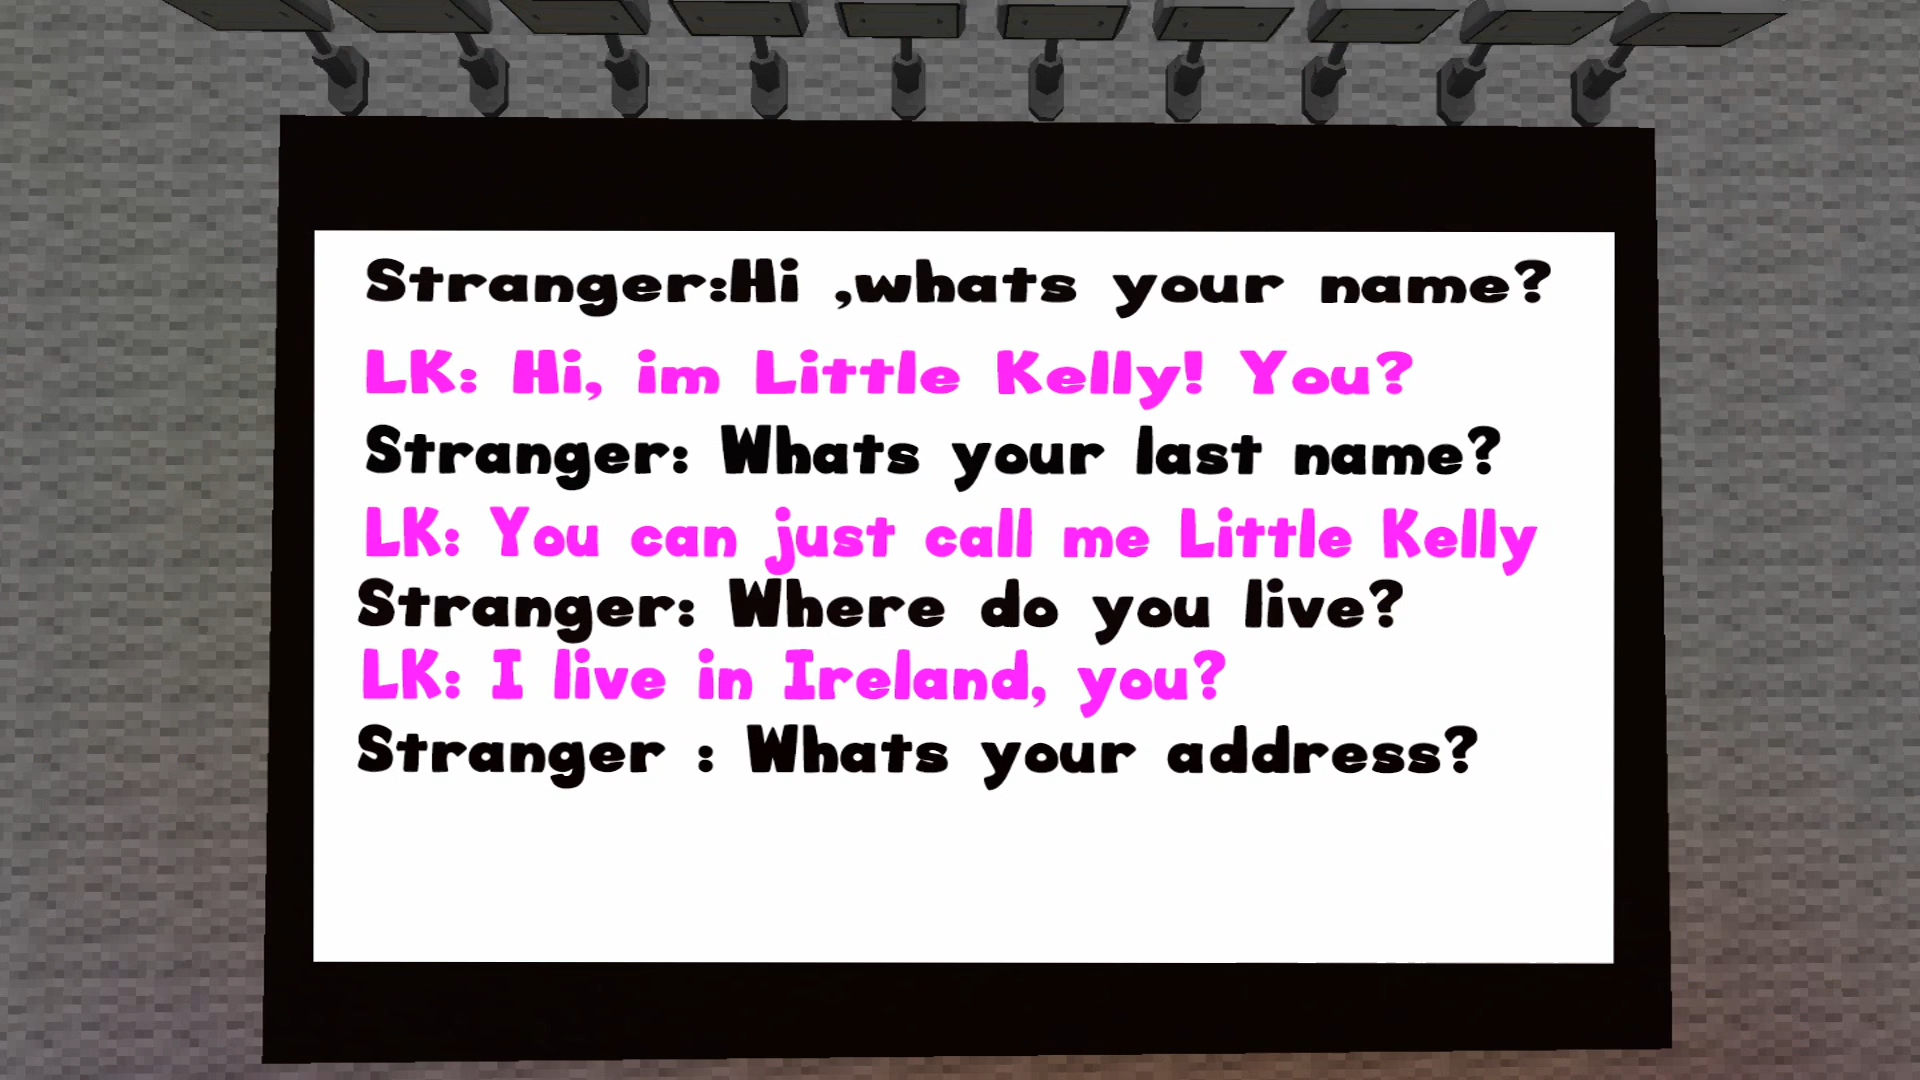 Stranger:Hi ,whats your name?
LK: Hi, im Little Kelly! You?
Stranger: Whats your last name?
LK: You can just call me Little Kelly
Stranger: Where do you live?
LK: I live in Ireland, you?
Stranger : Whats your address?